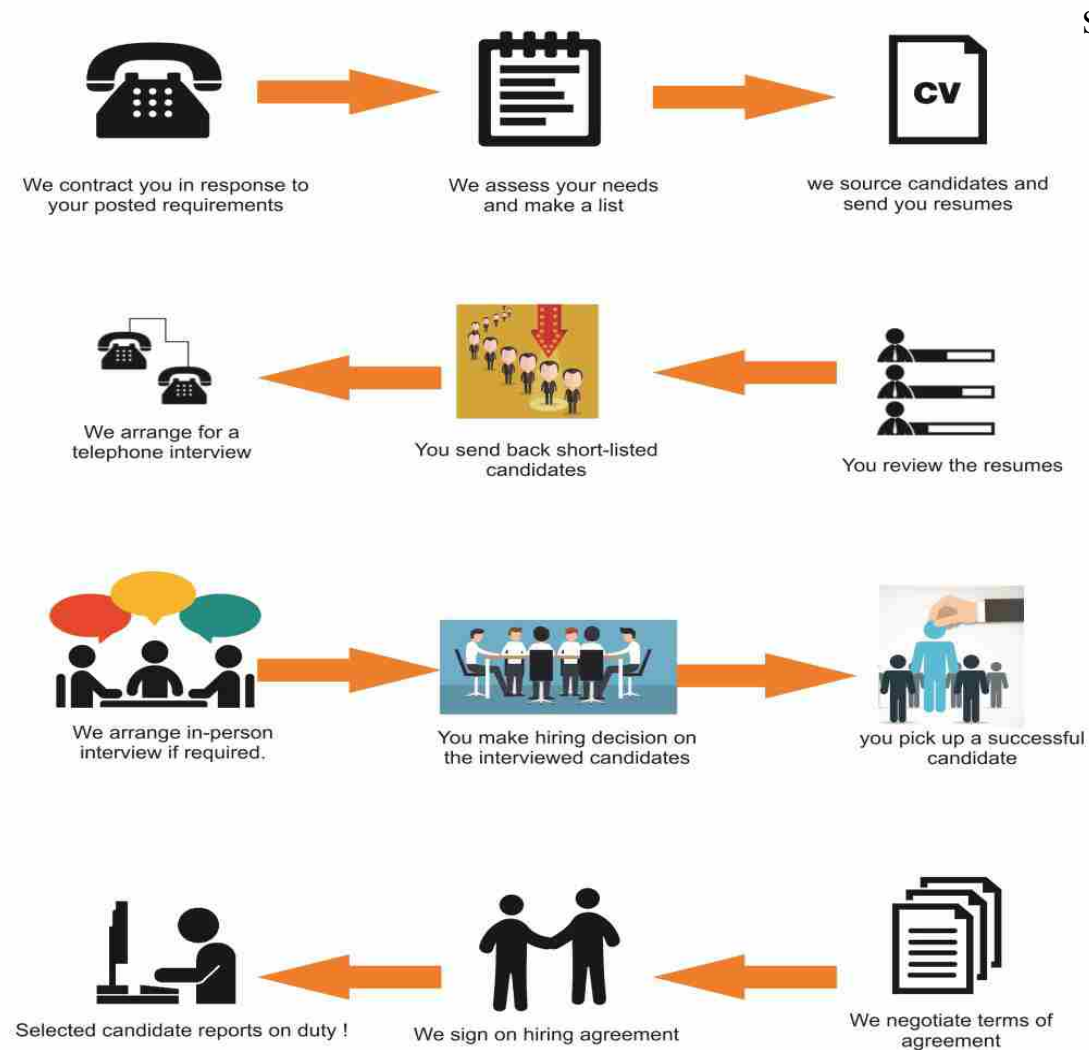 S
We contract you in response to
your posted requirements
We assess your needs
and make a list
CV
we source candidates and
send you resumes
We arrange for a
telephone interview
You send back short-listed
candidates
You review the resumes
We arrange in-person
interview if required.
You make hiring decision on
the interviewed candidates
you pick up a successful
candidate
Selected candidate reports on duty !
We sign on hiring agreement
We negotiate terms of
agreement